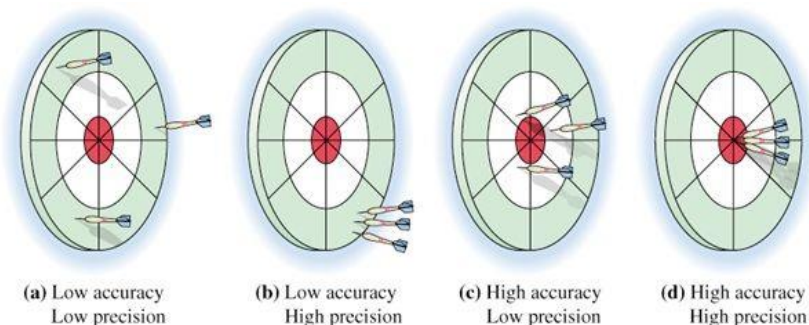 (a) Low accuracy
Low precision
(b) Low accuracy
High precision
(c) High accuracy
Low precision
(d) High accuracy
High precision